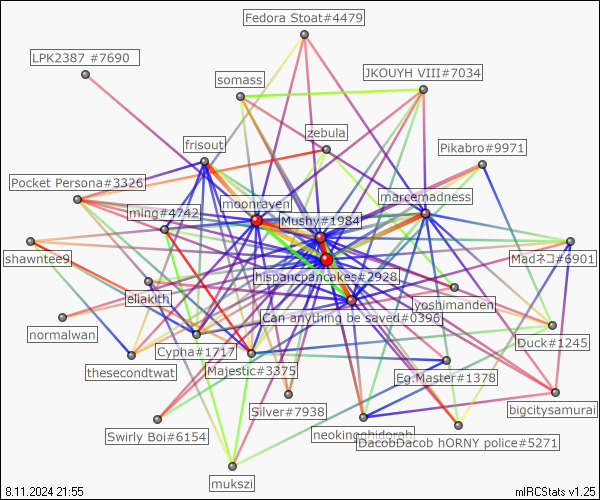 Fedora Stoat#4479
LPK2387 #7690
somass
JKOUYH VIII#7034
zebula
frisout
Pikabro#9971
Pocket Persona#3326
marcemadness
moonraven
ming#4742
Mushy#1984
shawntee9
Madネコ#6901
hispancpancakes#2928
eliakith
yoshimanden
Can anything be saved#0396
normalwan
Duck#1245
Cypha#1717
Majestic#3375
thesecondtwat
Eg.Master#1378
Silver#7938
bigcitysamurai
neokingghidorah
DacobDacob hORNY police#5271
Swirly Boi#6154
mukszi
8.11.2024 21:55
mIRCStats v1.25